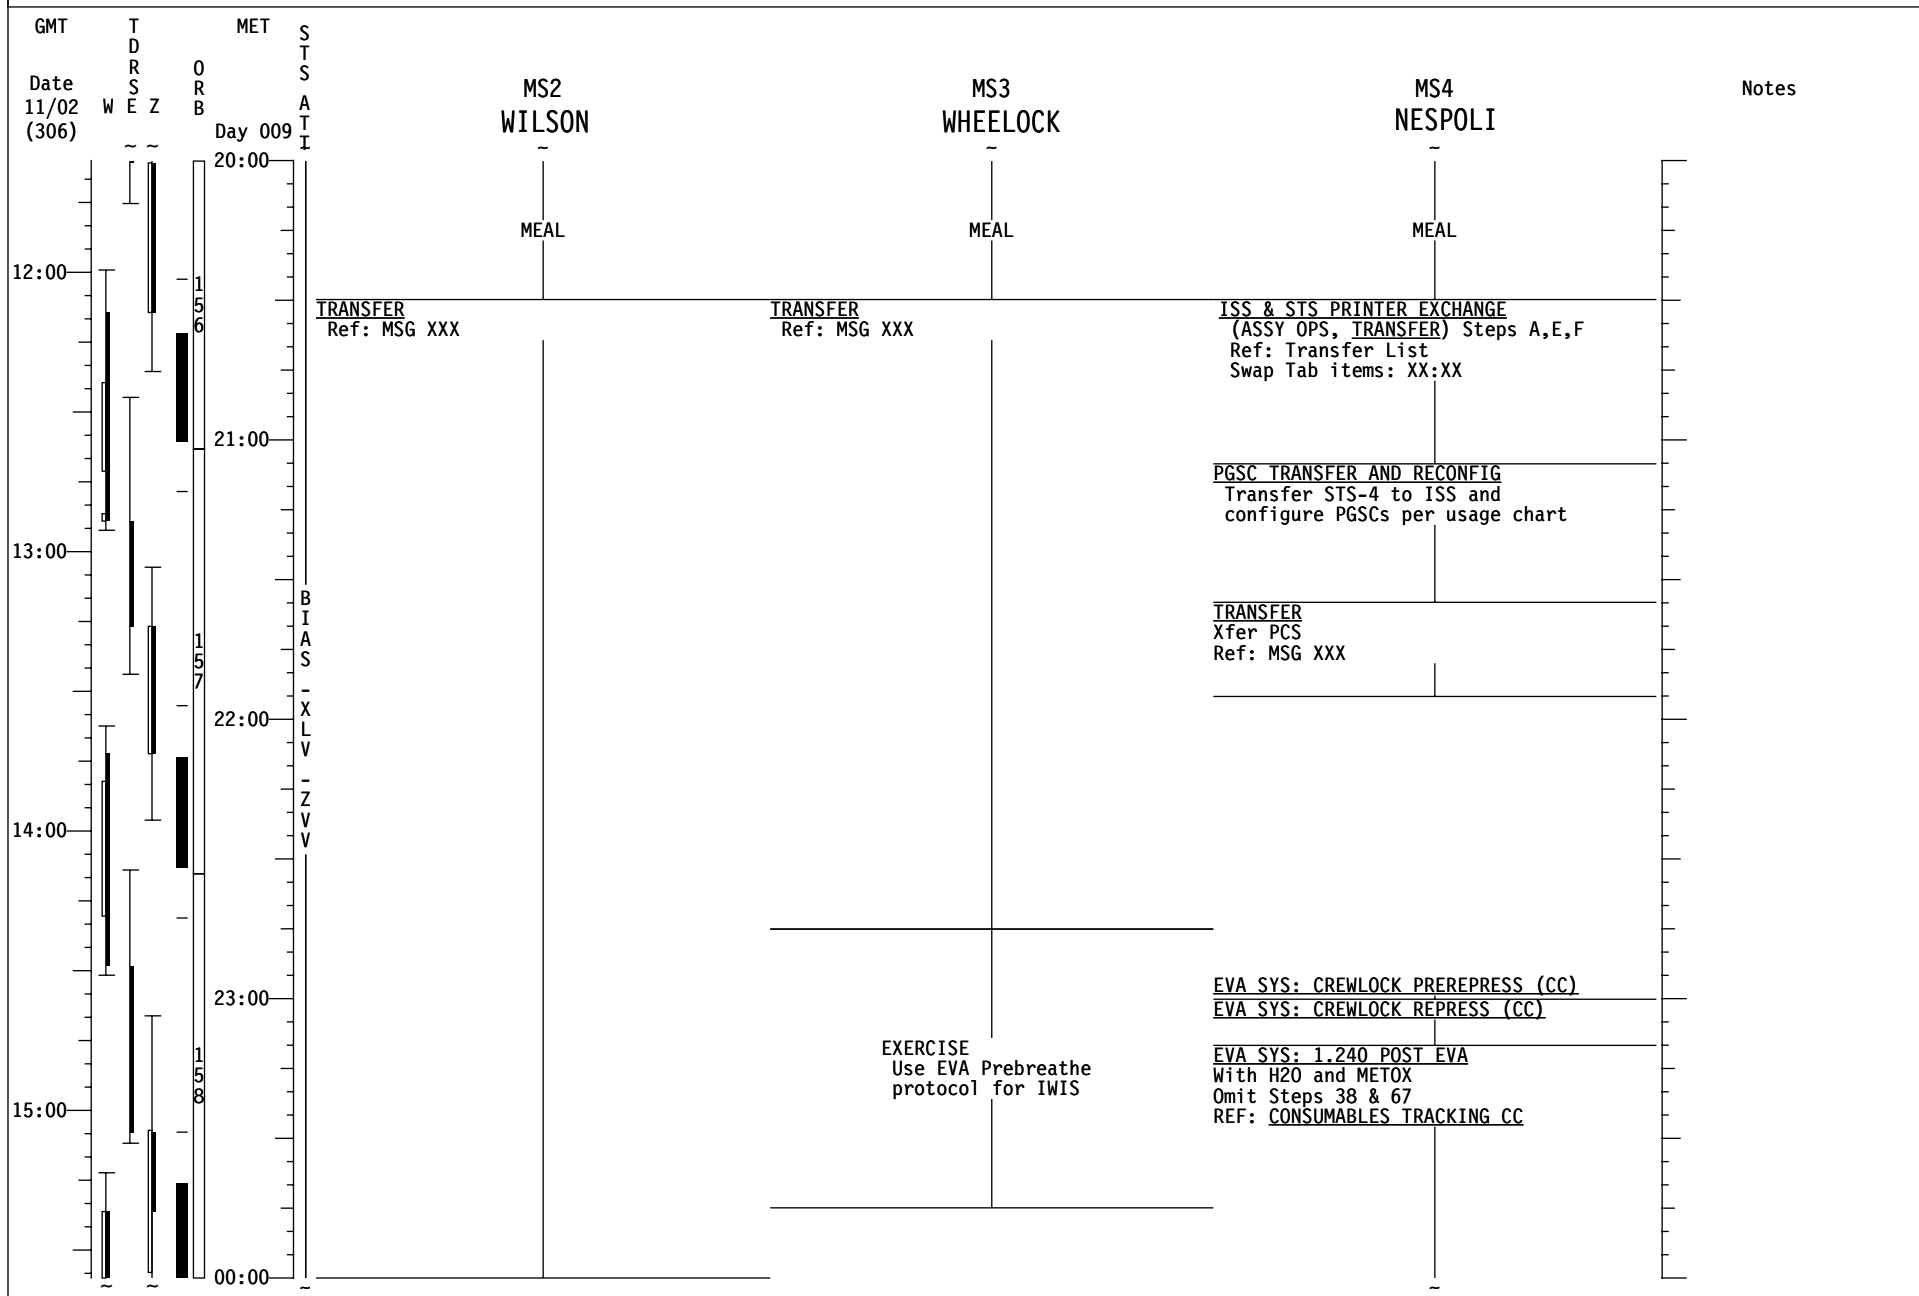 GMT
TDRS
MET
STS ATT
ORB
Date
11/02
(306)
W E Z
Day 009
MS2
WILSON
MS3
WHEELOCK
MS4
NESPOLI
Notes
~ ~
~
~
~
20:00
MEAL
MEAL
MEAL
12:00
156
TRANSFER
Ref: MSG XXX
TRANSFER
Ref: MSG XXX
ISS & STS PRINTER EXCHANGE
(ASSY OPS, TRANSFER) Steps A,E,F
Ref: Transfer List
Swap Tab items: XX:XX
21:00
PGSC TRANSFER AND RECONFIG
Transfer STS-4 to ISS and
configure PGSCs per usage chart
13:00
BIAS -XLV -ZVV
TRANSFER
Xfer PCS
Ref: MSG XXX
157
22:00
14:00
EVA SYS: CREWLOCK PREREPRESS (CC)
23:00
EVA SYS: CREWLOCK REPRESS (CC)
158
EXERCISE
Use EVA Prebreathe
protocol for IWIS
EVA SYS: 1.240 POST EVA
With H2O and METOX
Omit Steps 38 & 67
REF: CONSUMABLES TRACKING CC
15:00
00:00
~ ~
~
~